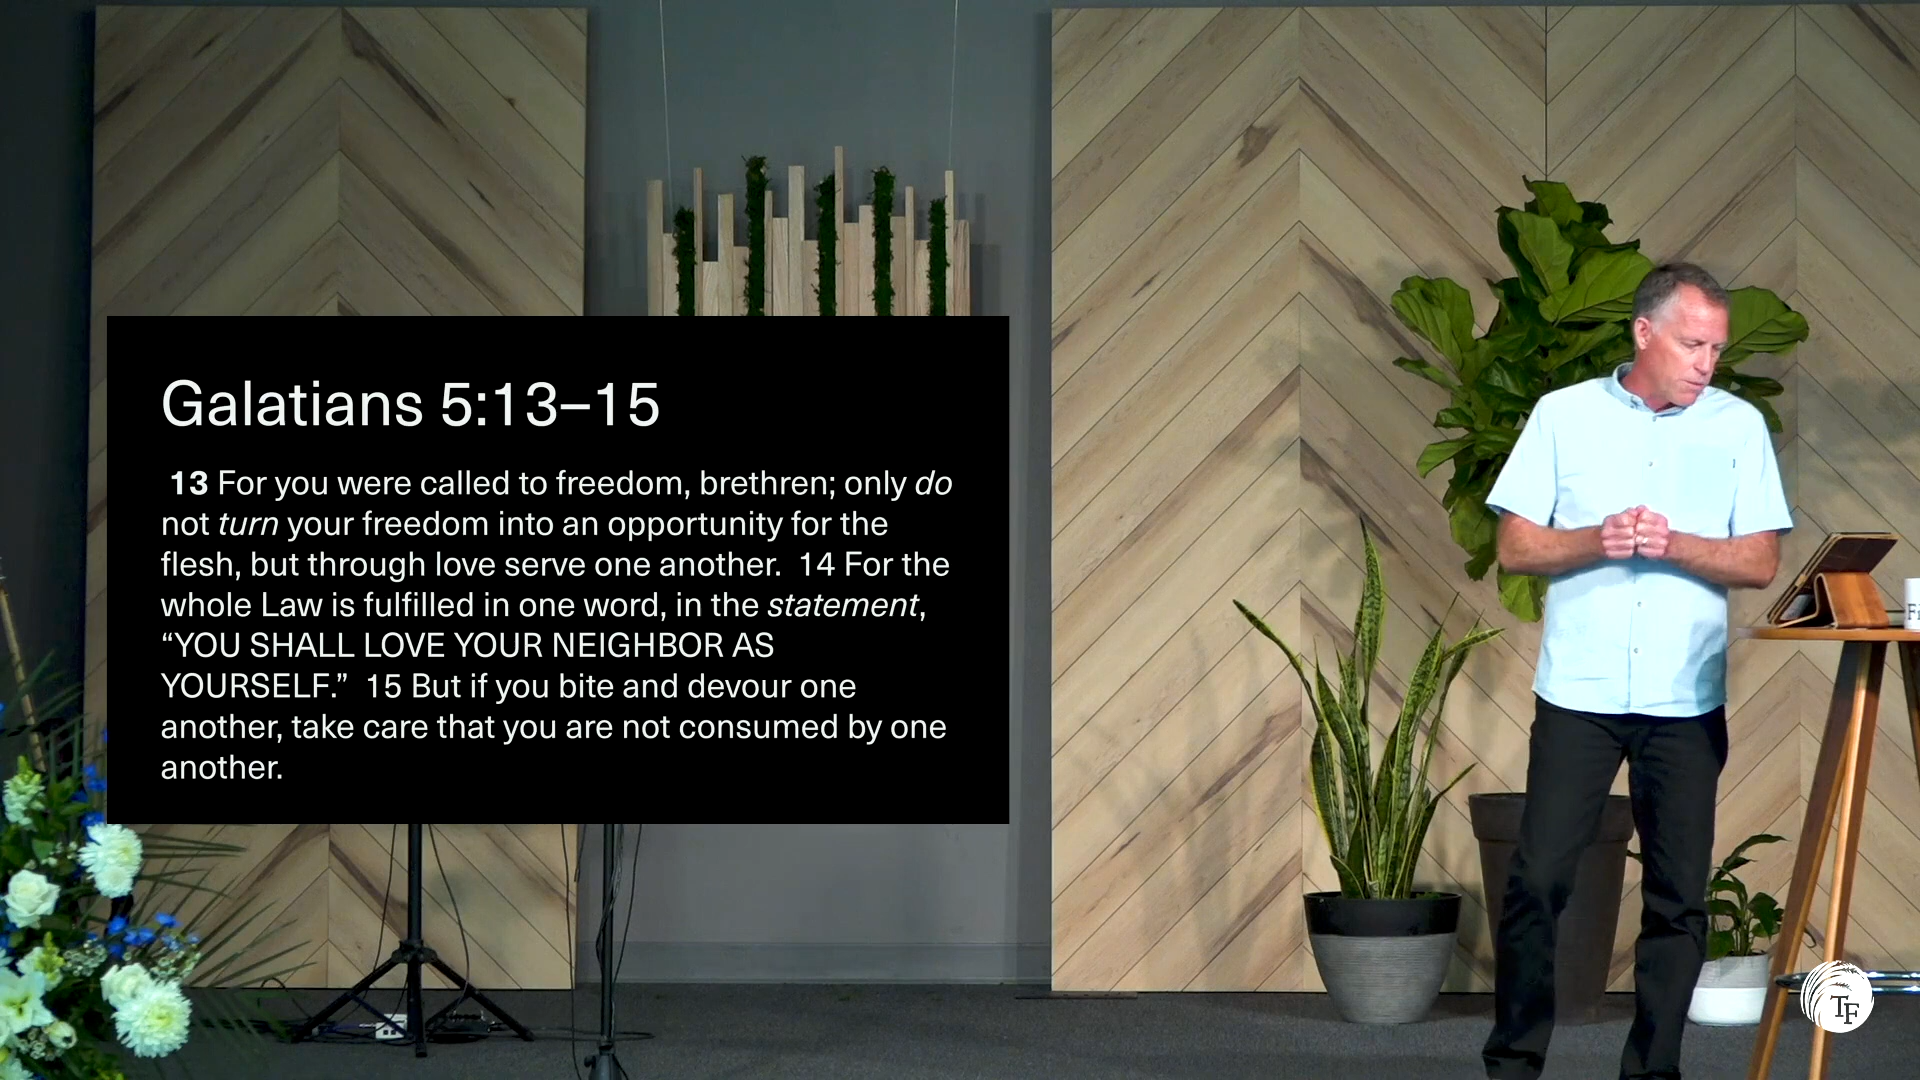 Galatians 5:13–15
13 For you were called to freedom, brethren; only do
not turn your freedom into an opportunity for the
flesh, but through love serve one another.  14 For the
whole Law is fulfilled in one word, in the statement,
“YOU SHALL LOVE YOUR NEIGHBOR AS
YOURSELF.”  15 But if you bite and devour one
another, take care that you are not consumed by one
another.
TF